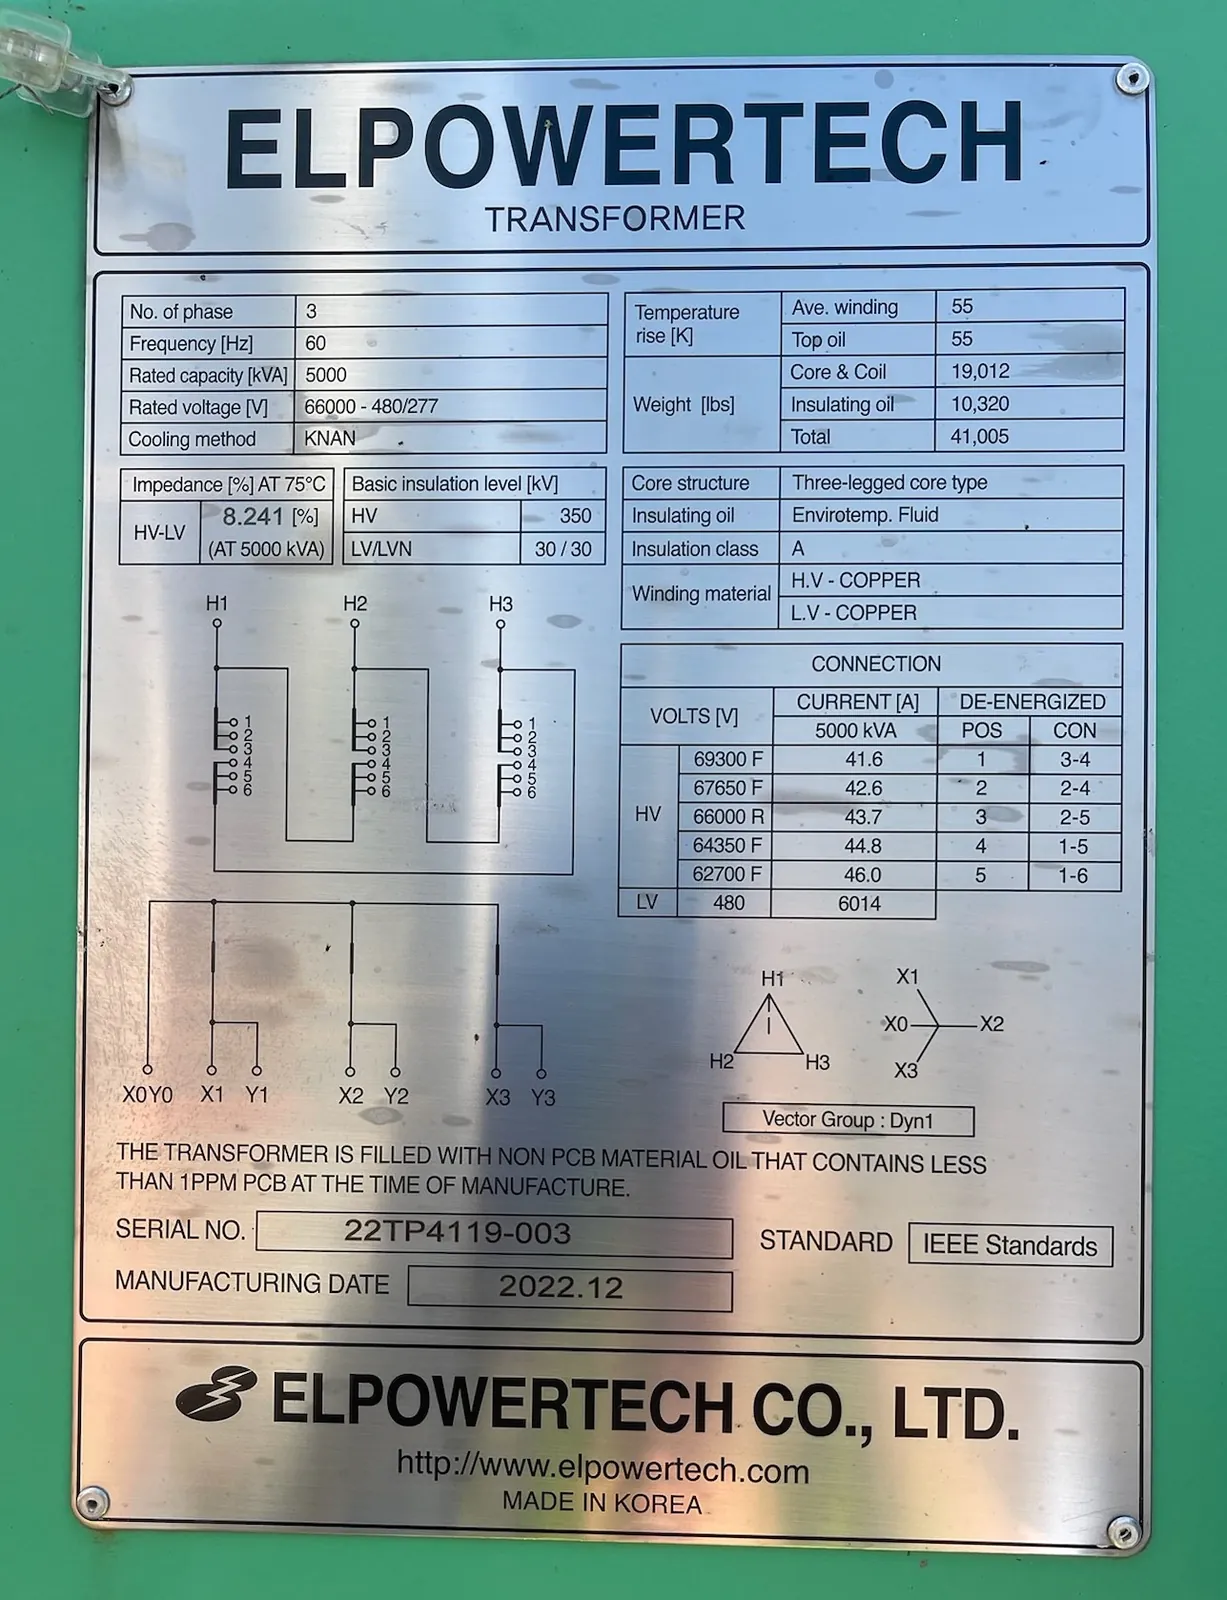 ELPOWERTECH
TRANSFORMER
No. of phase 3
Frequency [Hz] 60
Rated capacity [kVA] 5000
Rated voltage [V] 66000 - 480/277
Cooling method KNAN
Temperature rise [K] Ave. winding 55
Top oil 55
Weight [lbs] Core & Coil 19,012
Insulating oil 10,320
Total 41,005
Impedance [%] AT 75°C
HV-LV 8.241 [%]
(AT 5000 kVA)
Basic insulation level [kV]
HV 350
LV/LVN 30 / 30
Core structure Three-legged core type
Insulating oil Envirotemp. Fluid
Insulation class A
Winding material H.V - COPPER
L.V - COPPER
H1 H2 H3
1 1 1
2 2 2
3 3 3
4 4 4
5 5 5
6 6 6
X0Y0 X1 Y1 X2 Y2 X3 Y3
CONNECTION
VOLTS [V] CURRENT [A] DE-ENERGIZED
5000 kVA POS CON
HV 69300 F 41.6 1 3-4
67650 F 42.6 2 2-4
66000 R 43.7 3 2-5
64350 F 44.8 4 1-5
62700 F 46.0 5 1-6
LV 480 6014
H1
H2 H3
X1
X0 X2
X3
Vector Group : Dyn1
THE TRANSFORMER IS FILLED WITH NON PCB MATERIAL OIL THAT CONTAINS LESS
THAN 1PPM PCB AT THE TIME OF MANUFACTURE.
SERIAL NO. 22TP4119-003
STANDARD IEEE Standards
MANUFACTURING DATE 2022.12
ELPOWERTECH CO., LTD.
http://www.elpowertech.com
MADE IN KOREA